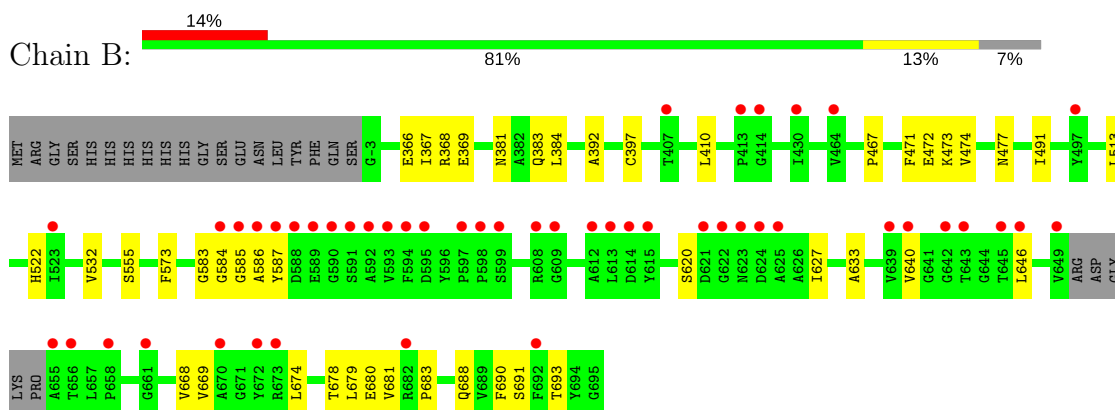 14%
Chain B:
81% 13% 7%
MET ARG GLY SER HIS HIS HIS HIS HIS HIS GLY SER GLU ASN LEU TYR PHE GLN SER G-3 E366 I367 R368 E369 N381 A382 Q383 L384 A392 C397 T407 L410 P413 G414 I430 V464 P467 F471 E472 K473 V474 N477 I491 Y497
H522 I523 V532 S555 F573 G583 G584 G585 A586 Y587 D588 E589 G590 S591 A592 V593 F594 D595 Y596 P597 P598 S599 R608 G609 A612 L613 D614 Y615 S620 D621 G622 N623 D624 A625 A626 I627 A633 V639 V640 G641 G642 T643 G644 T645 L646 V649 ARG ASP
LYS PRO A655 T656 L657 P658 G661 V668 V669 A670 G671 Y672 R673 L674 T678 L679 E680 V681 R682 P683 Q688 V689 F690 S691 F692 T693 Y694 G695